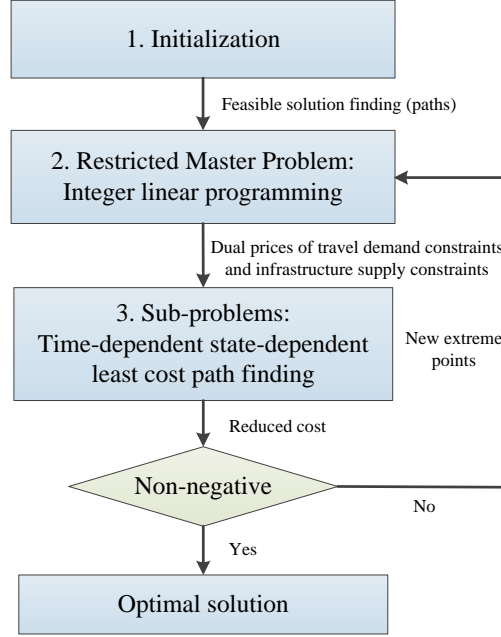 1. Initialization
Feasible solution finding (paths)
2. Restricted Master Problem:
Integer linear programming
Dual prices of travel demand constraints
and infrastructure supply constraints
3. Sub-problems:
Time-dependent state-dependent
least cost path finding
New extreme
points
Reduced cost
Non-negative
No
Yes
Optimal solution